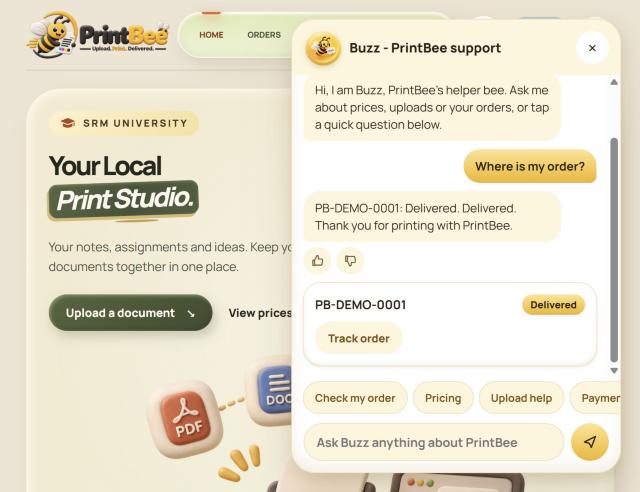 PrintBee
Upload. Print. Delivered.
HOME
ORDERS
SRM UNIVERSITY
Your Local
Print Studio.
Your notes, assignments and ideas. Keep
documents together in one place.
Upload a document
View prices
PDF
DOC
Buzz - PrintBee support
Hi, I am Buzz, PrintBee's helper bee. Ask me
about prices, uploads or your orders, or tap
a quick question below.
Where is my order?
PB-DEMO-0001: Delivered. Delivered.
Thank you for printing with PrintBee.
PB-DEMO-0001
Delivered
Track order
Check my order
Pricing
Upload help
Ask Buzz anything about PrintBee